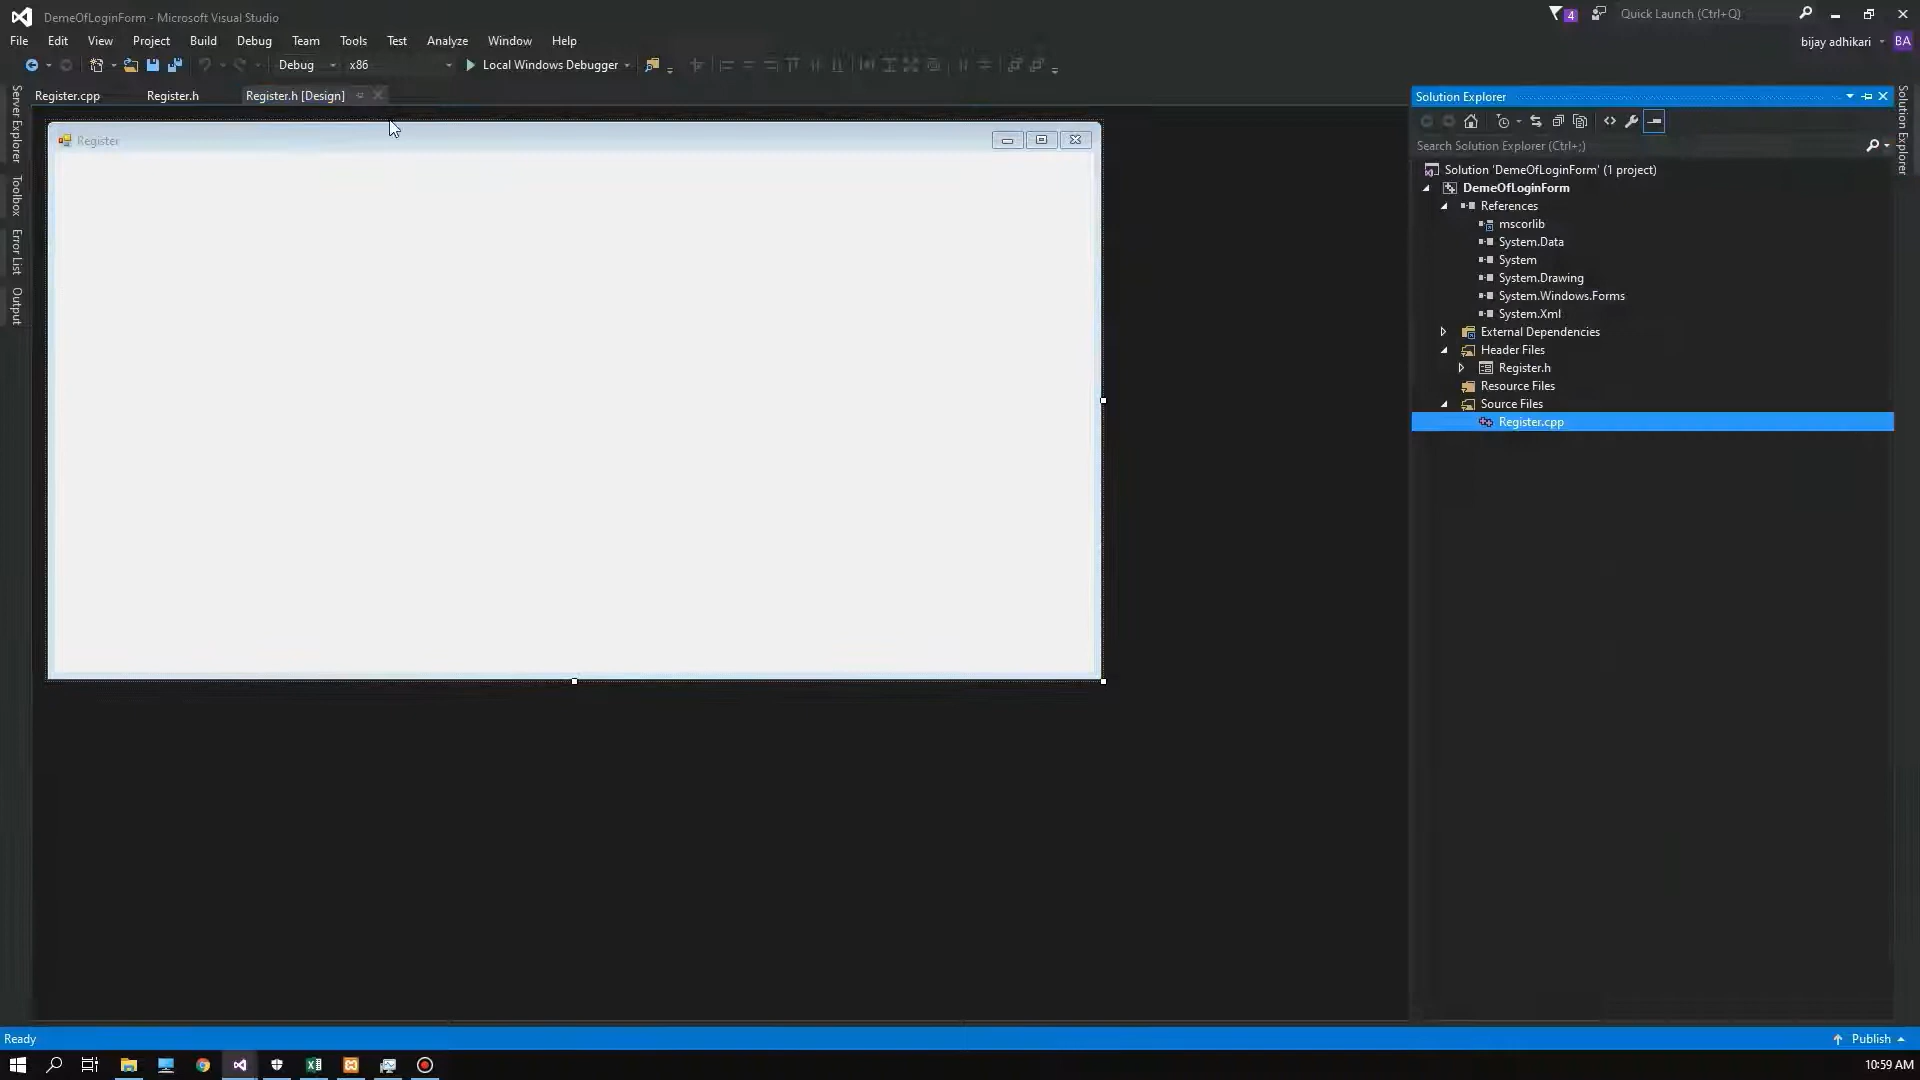 DemeOfLoginForm - Microsoft Visual Studio
4
Quick Launch (Ctrl+Q)
File Edit View Project Build Debug Team Tools Test Analyze Window Help
bijay adhikari BA
Debug x86 Local Windows Debugger
Register.cpp Register.h Register.h [Design]
Server Explorer
Toolbox
Error List
Output
Register
Solution Explorer
Solution Explorer
Search Solution Explorer (Ctrl+;)
Solution 'DemeOfLoginForm' (1 project)
DemeOfLoginForm
References
mscorlib
System.Data
System
System.Drawing
System.Windows.Forms
System.Xml
External Dependencies
Header Files
Register.h
Resource Files
Source Files
Register.cpp
Ready
Publish
10:59 AM